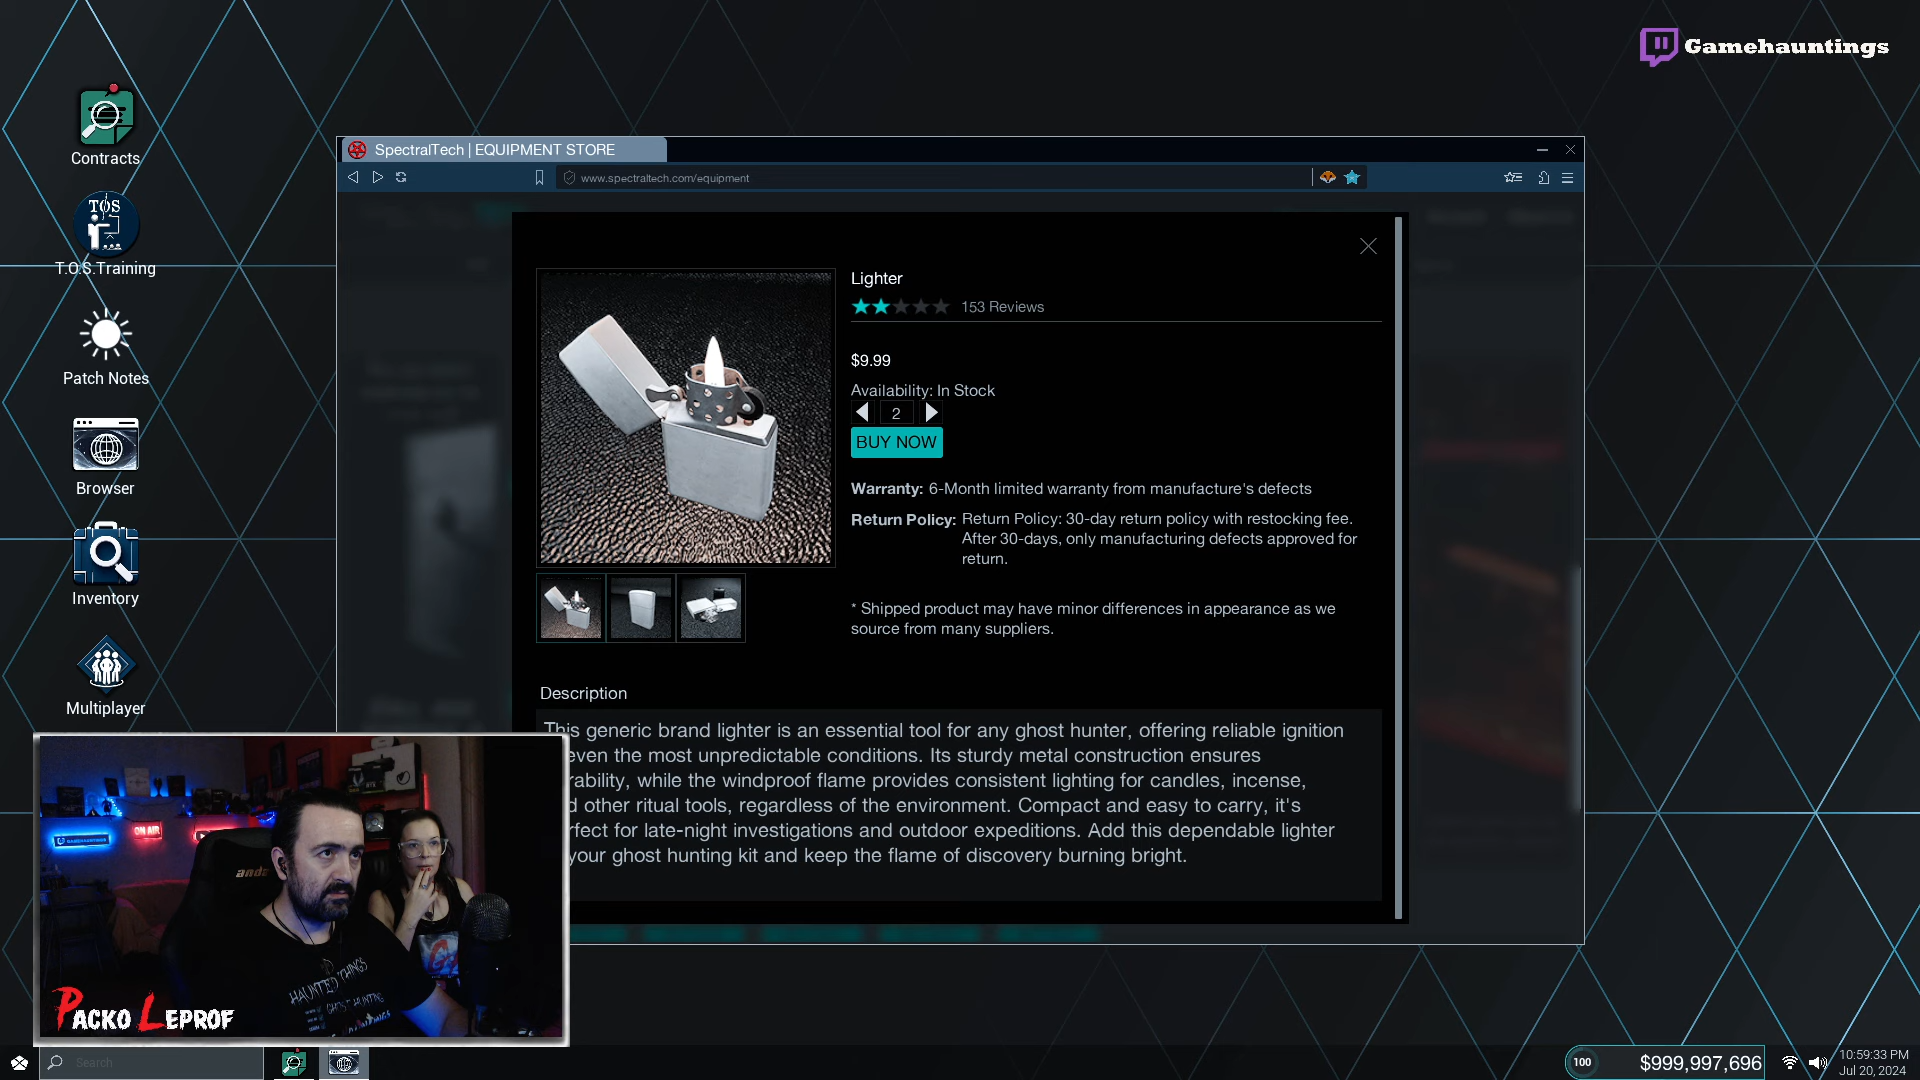 Gamehauntings
Contracts
TOS
T.O.S.Training
Patch Notes
Browser
Inventory
Multiplayer
SpectralTech | EQUIPMENT STORE
www.spectraltech.com/equipment
Lighter
153 Reviews
$9.99
Availability: In Stock
2
BUY NOW
Warranty: 6-Month limited warranty from manufacture's defects
Return Policy: Return Policy: 30-day return policy with restocking fee.
After 30-days, only manufacturing defects approved for
return.
* Shipped product may have minor differences in appearance as we
source from many suppliers.
Description
This generic brand lighter is an essential tool for any ghost hunter, offering reliable ignition
even the most unpredictable conditions. Its sturdy metal construction ensures
rability, while the windproof flame provides consistent lighting for candles, incense,
d other ritual tools, regardless of the environment. Compact and easy to carry, it's
rfect for late-night investigations and outdoor expeditions. Add this dependable lighter
your ghost hunting kit and keep the flame of discovery burning bright.
GAMEHAUNTINGS
ON AIR
HAUNTED THINGS
GHOST HUNTING
PACKO LEPROF
Search
100
$999,997,696
10:59:33 PM
Jul 20, 2024